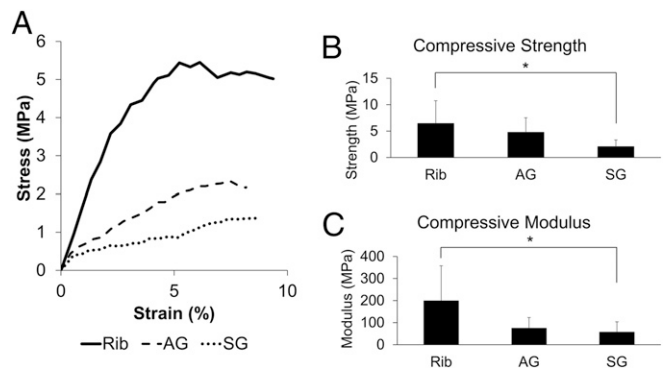 A
6
5
4
3
2
1
0
Stress (MPa)
0 5 10
Strain (%)
Rib AG SG
B
Compressive Strength
*
15
10
5
0
Strength (MPa)
Rib AG SG
C
Compressive Modulus
*
400
300
200
100
0
Modulus (MPa)
Rib AG SG